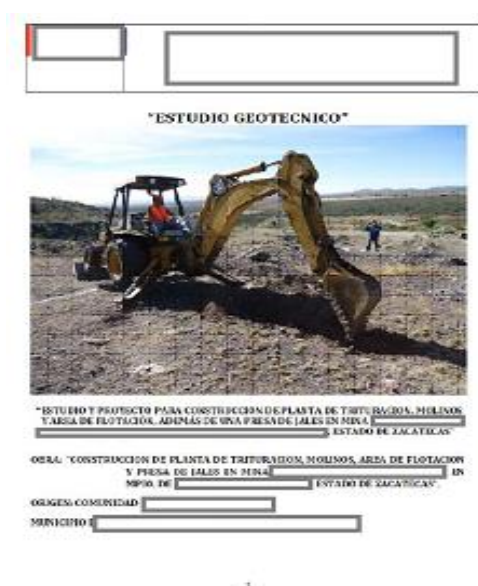 "ESTUDIO GEOTECNICO"
"ESTUDIO Y PROYECTO PARA CONSTRUCCION DE PLANTA DE TRITURACION, MOLINOS
Y AREA DE FLOTACIÓN, ADEMÁS DE UNA PRESA DE JALES EN MINA
, ESTADO DE ZACATECAS"
OBRA: "CONSTRUCCION DE PLANTA DE TRITURACION, MOLINOS, AREA DE FLOTACION
Y PRESA DE JALES EN MINA EN
MPIO. DE ESTADO DE ZACATECAS".
ORIGEN: COMUNIDAD
MUNICIPIO